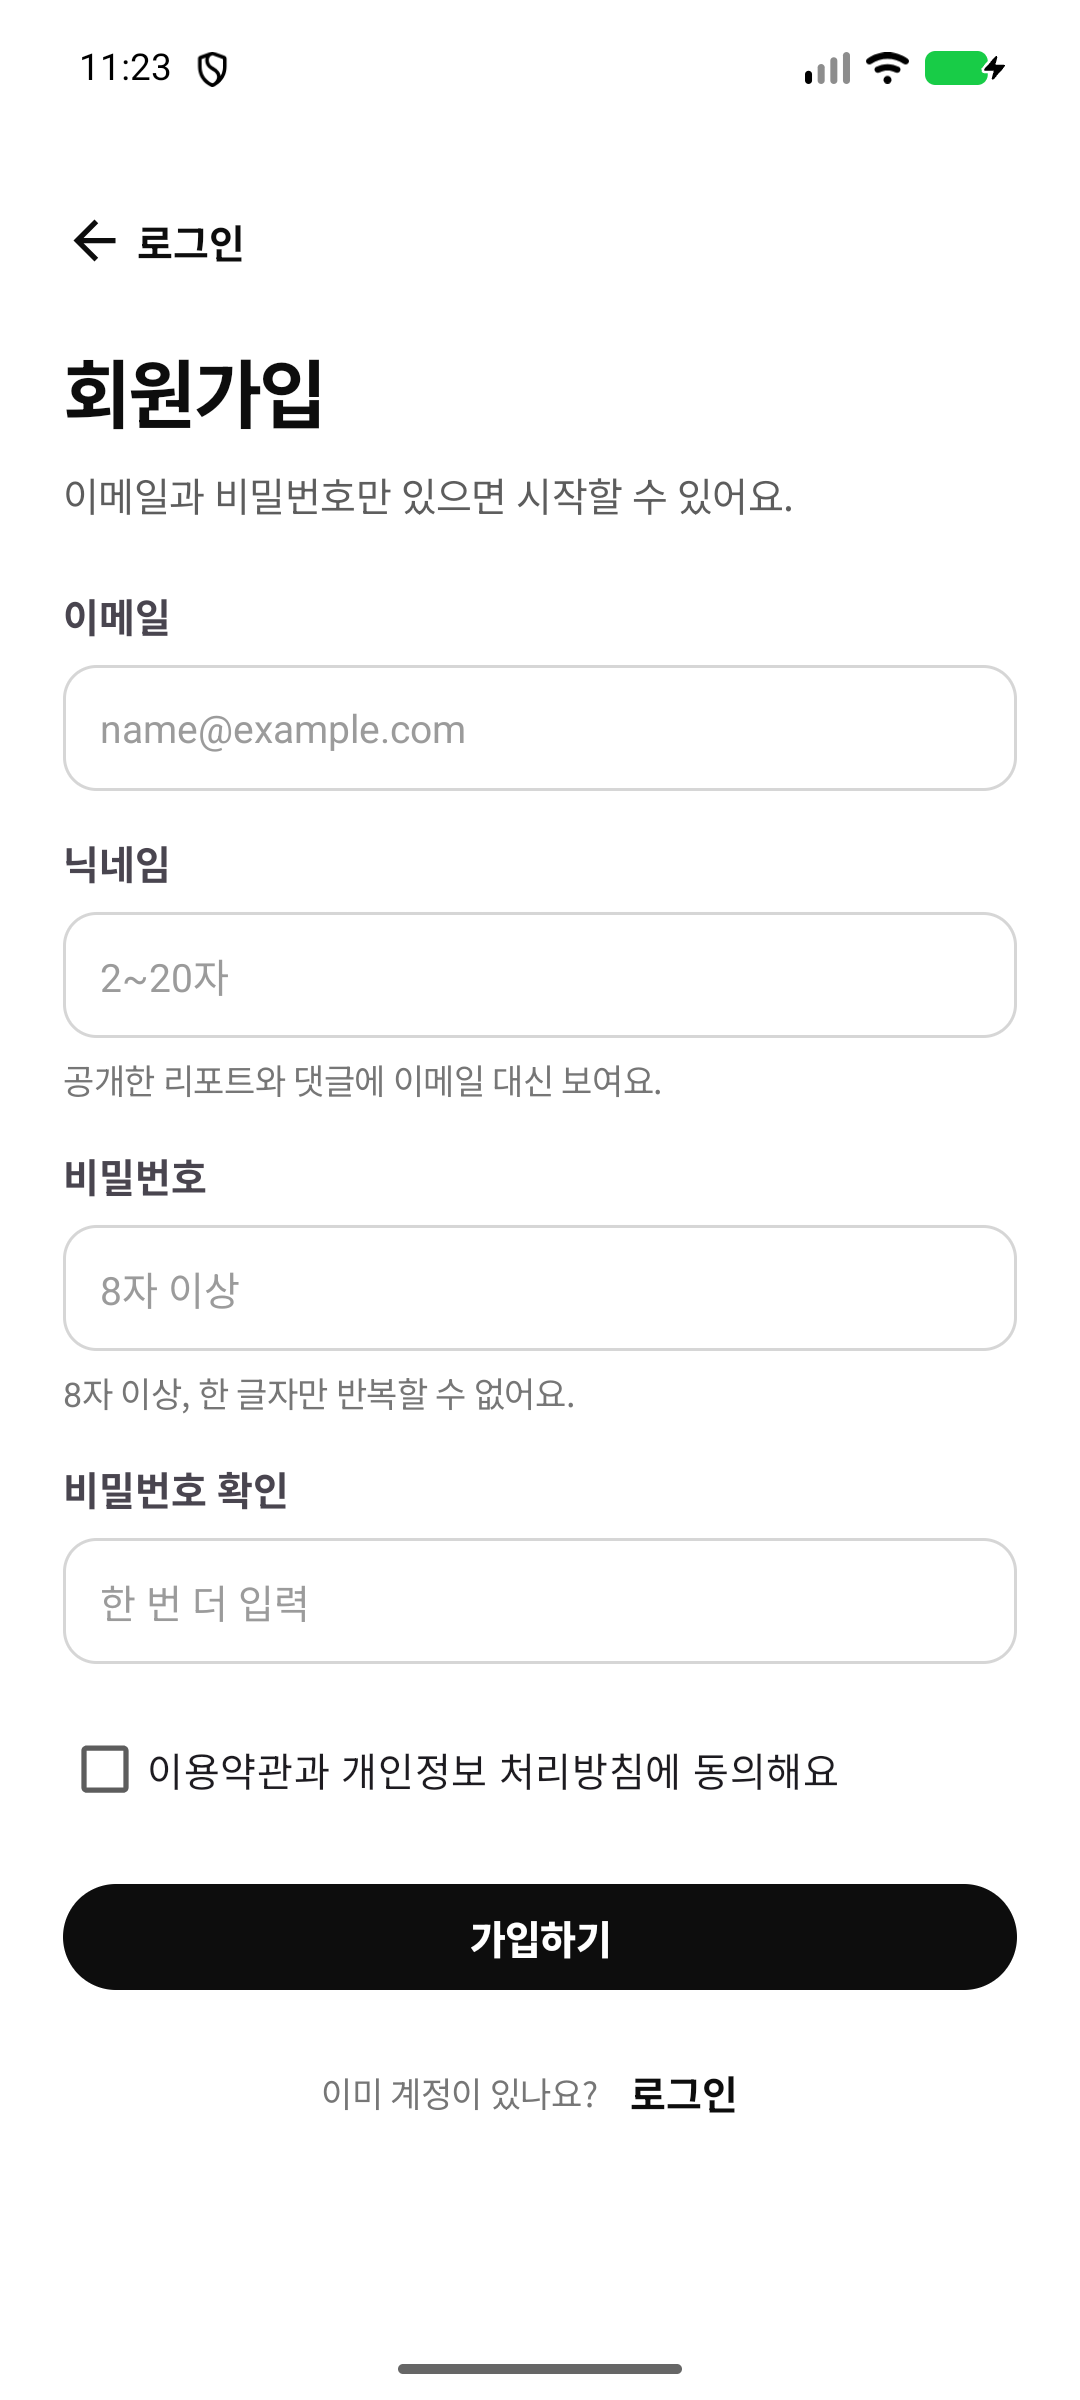 11:23
로그인
회원가입
이메일과 비밀번호만 있으면 시작할 수 있어요.
이메일
name@example.com
닉네임
2~20자
공개한 리포트와 댓글에 이메일 대신 보여요.
비밀번호
8자 이상
8자 이상, 한 글자만 반복할 수 없어요.
비밀번호 확인
한 번 더 입력
이용약관과 개인정보 처리방침에 동의해요
가입하기
이미 계정이 있나요? 로그인